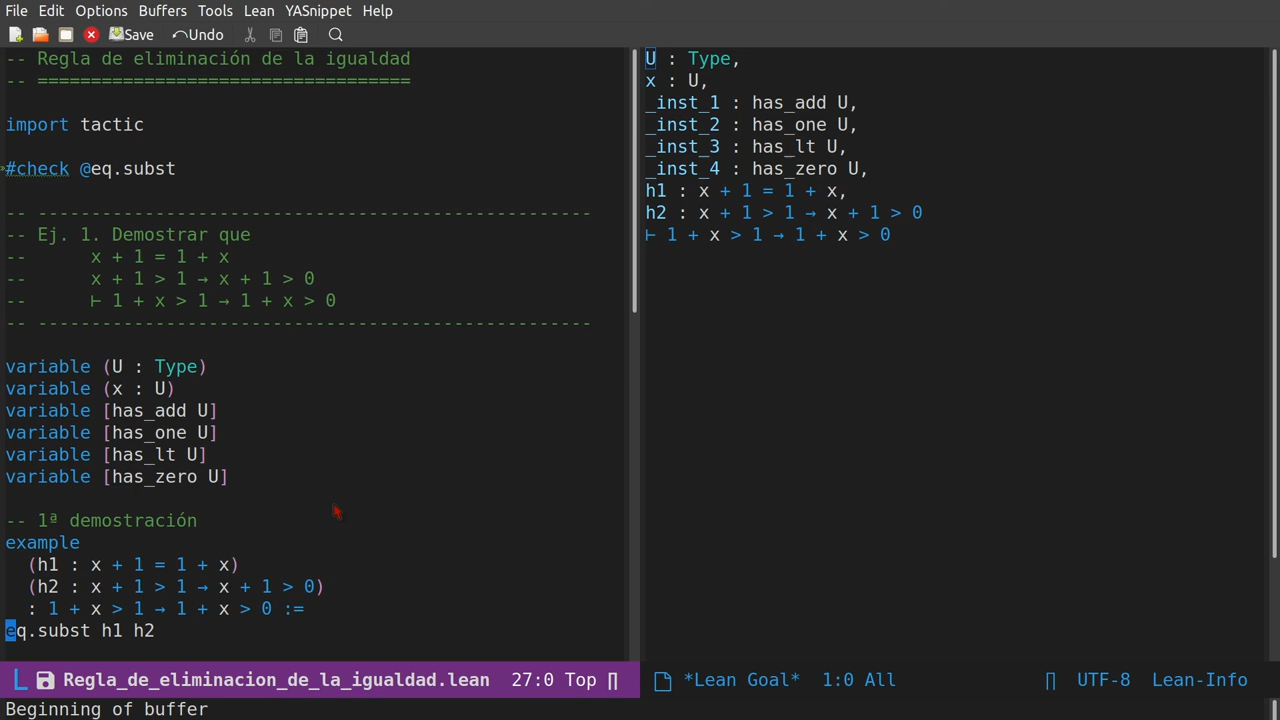 File Edit Options Buffers Tools Lean YASnippet Help
Save Undo
-- Regla de eliminación de la igualdad
-- ===================================
import tactic
#check @eq.subst
-- ----------------------------------------------------
-- Ej. 1. Demostrar que
--      x + 1 = 1 + x
--      x + 1 > 1 → x + 1 > 0
--      ⊢ 1 + x > 1 → 1 + x > 0
-- ----------------------------------------------------
variable (U : Type)
variable (x : U)
variable [has_add U]
variable [has_one U]
variable [has_lt U]
variable [has_zero U]
-- 1ª demostración
example
  (h1 : x + 1 = 1 + x)
  (h2 : x + 1 > 1 → x + 1 > 0)
  : 1 + x > 1 → 1 + x > 0 :=
eq.subst h1 h2
Regla_de_eliminacion_de_la_igualdad.lean 27:0 Top ∏
Beginning of buffer
U : Type,
x : U,
_inst_1 : has_add U,
_inst_2 : has_one U,
_inst_3 : has_lt U,
_inst_4 : has_zero U,
h1 : x + 1 = 1 + x,
h2 : x + 1 > 1 → x + 1 > 0
⊢ 1 + x > 1 → 1 + x > 0
*Lean Goal* 1:0 All ∏ UTF-8 Lean-Info